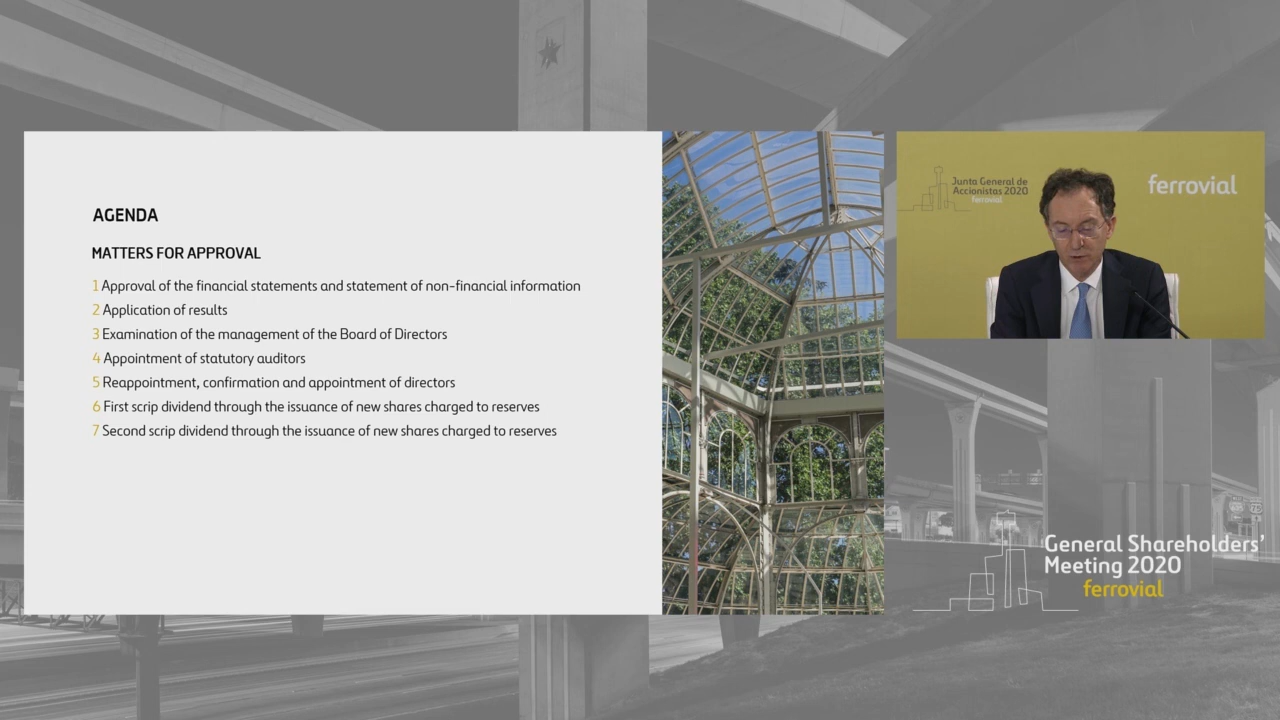 AGENDA
MATTERS FOR APPROVAL
1 Approval of the financial statements and statement of non-financial information
2 Application of results
3 Examination of the management of the Board of Directors
4 Appointment of statutory auditors
5 Reappointment, confirmation and appointment of directors
6 First scrip dividend through the issuance of new shares charged to reserves
7 Second scrip dividend through the issuance of new shares charged to reserves
Junta General de
Accionistas 2020
ferrovial
ferrovial
75
General Shareholders'
Meeting 2020
ferrovial